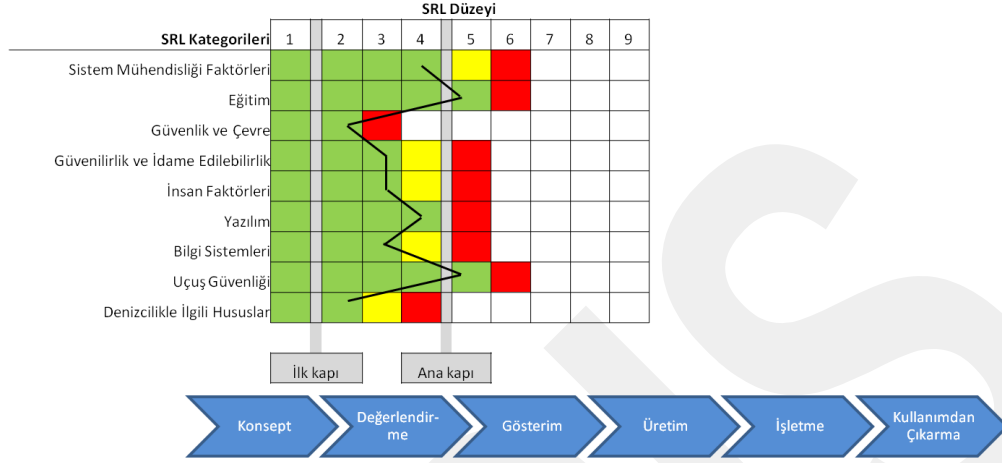 SRL Düzeyi
SRL Kategorileri 1 2 3 4 5 6 7 8 9
Sistem Mühendisliği Faktörleri
Eğitim
Güvenlik ve Çevre
Güvenilirlik ve İdame Edilebilirlik
İnsan Faktörleri
Yazılım
Bilgi Sistemleri
Uçuş Güvenliği
Denizcilikle İlgili Hususlar
İlk kapı Ana kapı
Konsept
Değerlendir-
me
Gösterim
Üretim
İşletme
Kullanımdan
Çıkarma